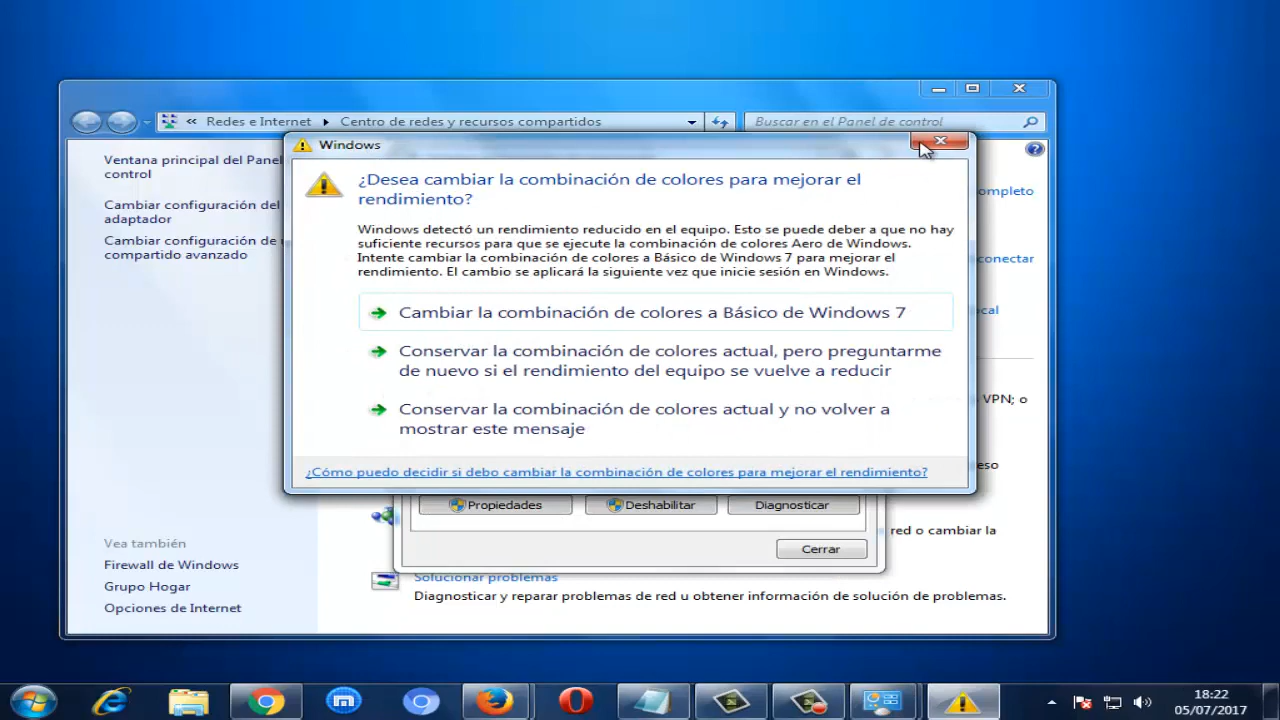 « Redes e Internet ▸ Centro de redes y recursos compartidos
Buscar en el Panel de control
Windows
Ventana principal del Panel
control
Cambiar configuración del
adaptador
Cambiar configuración de
compartido avanzado
¿Desea cambiar la combinación de colores para mejorar el
rendimiento?
Windows detectó un rendimiento reducido en el equipo. Esto se puede deber a que no hay
suficiente recursos para que se ejecute la combinación de colores Aero de Windows.
Intente cambiar la combinación de colores a Básico de Windows 7 para mejorar el
rendimiento. El cambio se aplicará la siguiente vez que inicie sesión en Windows.
Cambiar la combinación de colores a Básico de Windows 7
Conservar la combinación de colores actual, pero preguntarme
de nuevo si el rendimiento del equipo se vuelve a reducir
Conservar la combinación de colores actual y no volver a
mostrar este mensaje
¿Cómo puedo decidir si debo cambiar la combinación de colores para mejorar el rendimiento?
ompleto
onectar
cal
VPN; o
eso
Propiedades
Deshabilitar
Diagnosticar
red o cambiar la
Cerrar
Vea también
Firewall de Windows
Grupo Hogar
Opciones de Internet
Solucionar problemas
Diagnosticar y reparar problemas de red u obtener información de solución de problemas.
18:22
05/07/2017